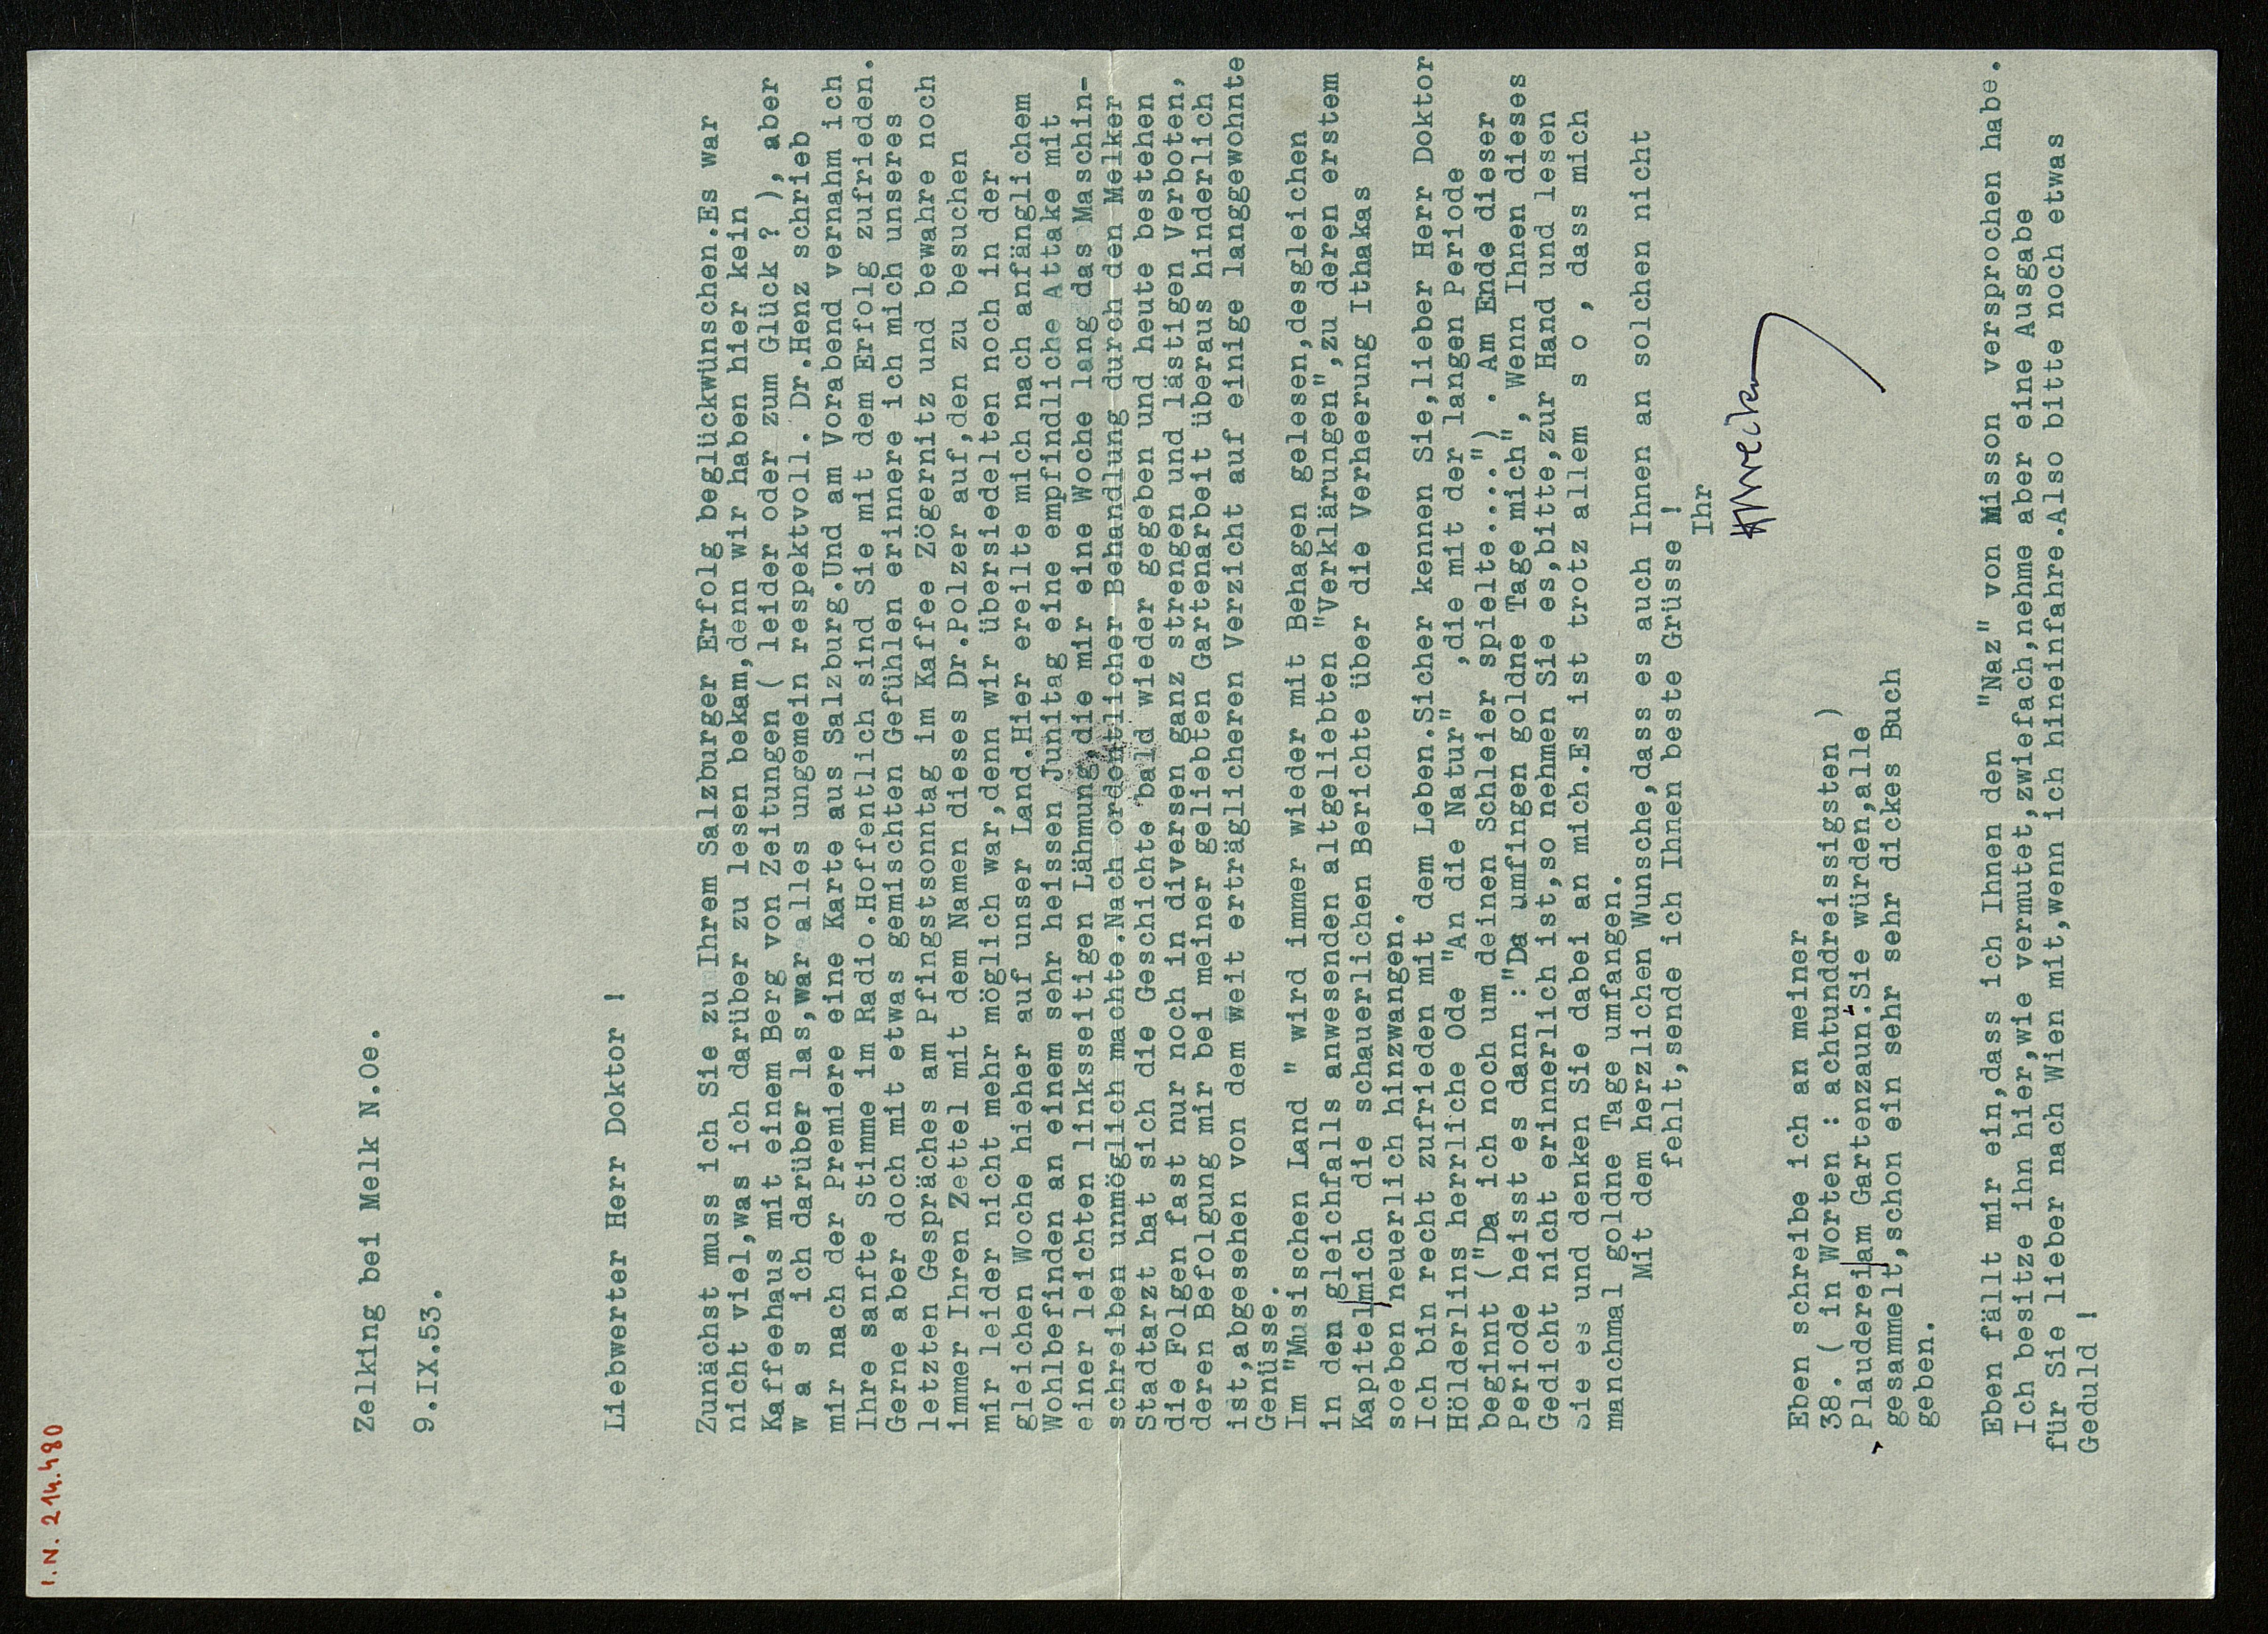 I.N. 214.480
Zelking bei Melk N.Oe.
9.IX.53.
Liebwerter Herr Doktor !
Zunächst muss ich Sie zu Ihrem Salzburger Erfolg beglückwünschen.Es war
nicht viel,was ich darüber zu lesen bekam,denn wir haben hier kein
Kaffeehaus mit einem Berg von Zeitungen ( leider oder zum Glück ? ), aber
w a s ich darüber las,war alles ungemein respektvoll. Dr.Henz schrieb
mir nach der Premiere eine Karte aus Salzburg.Und am Vorabend vernahm ich
Ihre sanfte Stimme im Radio.Hoffentlich sind Sie mit dem Erfolg zufrieden.
Gerne aber doch mit etwas gemischten Gefühlen erinnere ich mich unseres
letzten Gespräches am Pfingstsonntag im Kaffee Zögernitz und bewahre noch
immer Ihren Zettel mit dem Namen dieses Dr.Polzer auf,den zu besuchen
mir leider nicht mehr möglich war,denn wir übersiedelten noch in der
gleichen Woche hieher auf unser Land.Hier ereilte mich nach anfänglichem
Wohlbefinden an einem sehr heissen Junitag eine empfindliche Attake mit
einer leichten linksseitigen Lähmung,die mir eine Woche lang das Maschin-
schreiben unmöglich machte.Nach ordentlicher Behandlung durch den Melker
Stadtarzt hat sich die Geschichte bald wieder gegeben und heute bestehen
die Folgen fast nur noch in diversen ganz strengen und lästigen Verboten,
deren Befolgung mir bei meiner geliebten Gartenarbeit überaus hinderlich
ist,abgesehen von dem weit erträglicheren Verzicht auf einige langgewohnte
Genüsse.
Im "Musischen Land " wird immer wieder mit Behagen gelesen,desgleichen
in den gleichfalls anwesenden altgeliebten "Verklärungen",zu deren erstem
Kapitel|mich die schauerlichen Berichte über die Verheerung Ithakas
soeben neuerlich hinzwangen.
Ich bin recht zufrieden mit dem Leben.Sicher kennen Sie,lieber Herr Doktor
Hölderlins herrliche Ode "An die Natur" ,die mit der langen Periode
beginnt ("Da ich noch um deinen Schleier spielte.....") . Am Ende dieser
Periode heisst es dann :"Da umfingen goldne Tage mich", Wenn Ihnen dieses
Gedicht nicht erinnerlich ist,so nehmen Sie es,bitte,zur Hand und lesen
Sie es und denken Sie dabei an mich.Es ist trotz allem s o , dass mich
manchmal goldne Tage umfangen.
Mit dem herzlichen Wunsche,dass es auch Ihnen an solchen nicht
fehlt,sende ich Ihnen beste Grüsse !
Ihr
Eben schreibe ich an meiner
38. ( in Worten : achtunddreissigsten )
Plauderei|am Gartenzaun.Sie würden,alle
gesammelt,schon ein sehr sehr dickes Buch
geben.
Eben fällt mir ein,dass ich Ihnen den "Naz" von Misson versprochen habe.
Ich besitze ihn hier,wie vermutet,zwiefach,nehme aber eine Ausgabe
für Sie lieber nach Wien mit,wenn ich hineinfahre.Also bitte noch etwas
Geduld !